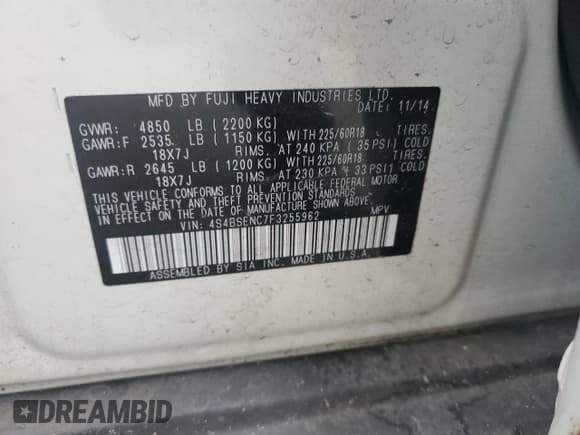 MFD BY FUJI HEAVY INDUSTRIES LTD.
DATE: 11/14
GVWR: 4850 LB (2200 KG)
GAWR:F 2535 LB (1150 KG) WITH 225/60R18 TIRES.
18X7J RIMS. AT 240 KPA (35 PSI) COLD
GAWR:R 2645 LB (1200 KG) WITH 225/60R18 TIRES.
18X7J RIMS. AT 230 KPA (33 PSI) COLD
THIS VEHICLE CONFORMS TO ALL APPLICABLE FEDERAL MOTOR
VEHICLE SAFETY AND THEFT PREVENTION STANDARDS
IN EFFECT ON THE DATE OF MANUFACTURE SHOWN ABOVE.
VIN: 4S4BSENC7F3255962 MPV
ASSEMBLED BY SIA INC. MADE IN U.S.A.
DREAMBID